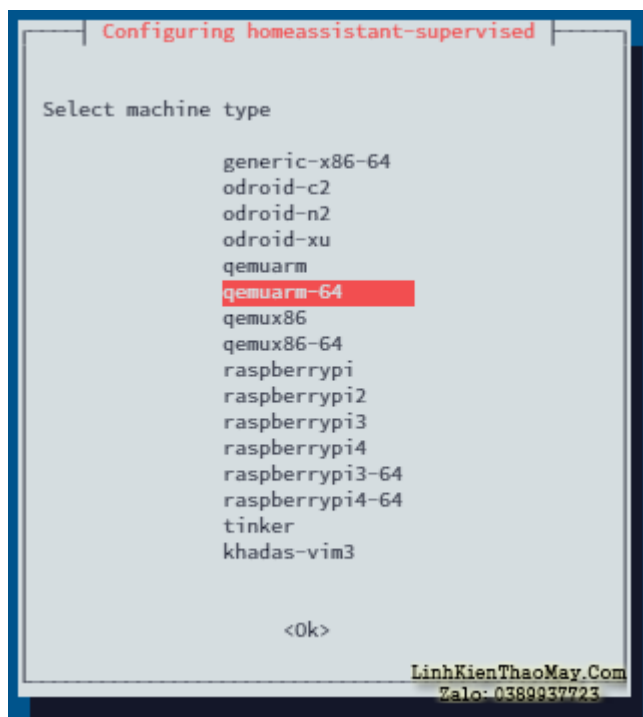 Configuring homeassistant-supervised
Select machine type
generic-x86-64
odroid-c2
odroid-n2
odroid-xu
qemuarm
qemuarm-64
qemux86
qemux86-64
raspberrypi
raspberrypi2
raspberrypi3
raspberrypi4
raspberrypi3-64
raspberrypi4-64
tinker
khadas-vim3
<Ok>
LinhKienThaoMay.Com
Zalo: 0389937723